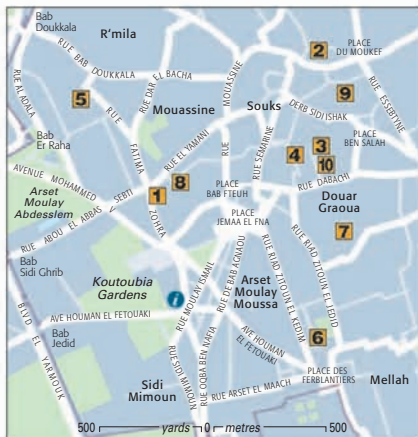 Bab
Doukkala
R'mila
RUE BAB DOUKKALA
RUE AL ADALA
RUE DAR EL BACHA
MOUASSINE
2
PLACE
DU MOUKEF
9
RUE ESSEBTYNE
5
Mouassine
Souks
DERB SIDI ISHAK
RUE
FATIMA
ZOHRA
Bab
Er Raha
RUE EL YAMANI
RUE
RUE SEMARINE
4
3
10
PLACE
BEN SALAH
AVENUE MOHAMMED V
Arset
Moulay
Abdesslem
1
8
PLACE
BAB FTEUH
RUE DABACHI
Douar
Graoua
RUE ABOU EL ABBAS SEBTI
PLACE
JEMAA EL FNA
7
Bab
Sidi Ghrib
Koutoubia
Gardens
i
RUE MOULAY ISMAIL
RUE DE BAB AGNAOU
Arset
Moulay
Moussa
RUE RIAD ZITOUN EL KEDIM
RUE RIAD ZITOUN EL JEDID
BLVD EL YARMOUK
Bab
Jedid
AVE HOUMAN EL FETOUAKI
AVE HOUMAN
EL FETOUAKI
6
PLACE DES
FERBLANTIERS
Sidi
Mimoun
RUE SIDI MIMOUN
RUE OQBA BEN NAFIA
RUE ARSET EL MAACH
Mellah
500 yards 0 metres 500